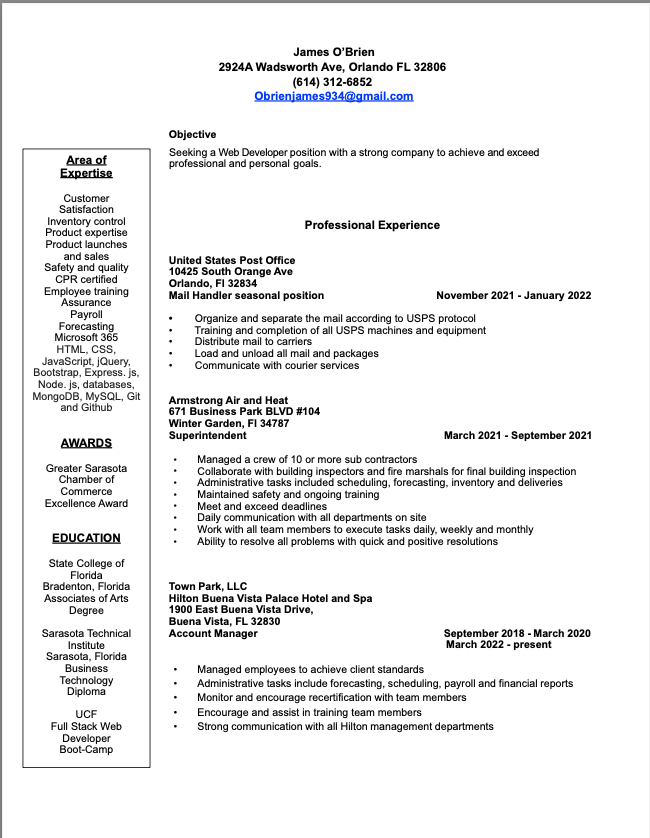 James O'Brien
2924A Wadsworth Ave, Orlando FL 32806
(614) 312-6852
Obrienjames934@gmail.com
Area of
Expertise
Customer
Satisfaction
Inventory control
Product expertise
Product launches
and sales
Safety and quality
CPR certified
Employee training
Assurance
Payroll
Forecasting
Microsoft 365
HTML, CSS,
JavaScript, jQuery,
Bootstrap, Express. js,
Node. js, databases,
MongoDB, MySQL, Git
and Github
AWARDS
Greater Sarasota
Chamber of
Commerce
Excellence Award
EDUCATION
State College of
Florida
Bradenton, Florida
Associates of Arts
Degree
Sarasota Technical
Institute
Sarasota, Florida
Business
Technology
Diploma
UCF
Full Stack Web
Developer
Boot-Camp
Objective
Seeking a Web Developer position with a strong company to achieve and exceed
professional and personal goals.
Professional Experience
United States Post Office
10425 South Orange Ave
Orlando, Fl 32834
Mail Handler seasonal position November 2021 - January 2022
• Organize and separate the mail according to USPS protocol
• Training and completion of all USPS machines and equipment
• Distribute mail to carriers
• Load and unload all mail and packages
• Communicate with courier services
Armstrong Air and Heat
671 Business Park BLVD #104
Winter Garden, Fl 34787
Superintendent March 2021 - September 2021
• Managed a crew of 10 or more sub contractors
• Collaborate with building inspectors and fire marshals for final building inspection
• Administrative tasks included scheduling, forecasting, inventory and deliveries
• Maintained safety and ongoing training
• Meet and exceed deadlines
• Daily communication with all departments on site
• Work with all team members to execute tasks daily, weekly and monthly
• Ability to resolve all problems with quick and positive resolutions
Town Park, LLC
Hilton Buena Vista Palace Hotel and Spa
1900 East Buena Vista Drive,
Buena Vista, FL 32830
Account Manager September 2018 - March 2020
March 2022 - present
• Managed employees to achieve client standards
• Administrative tasks include forecasting, scheduling, payroll and financial reports
• Monitor and encourage recertification with team members
• Encourage and assist in training team members
• Strong communication with all Hilton management departments